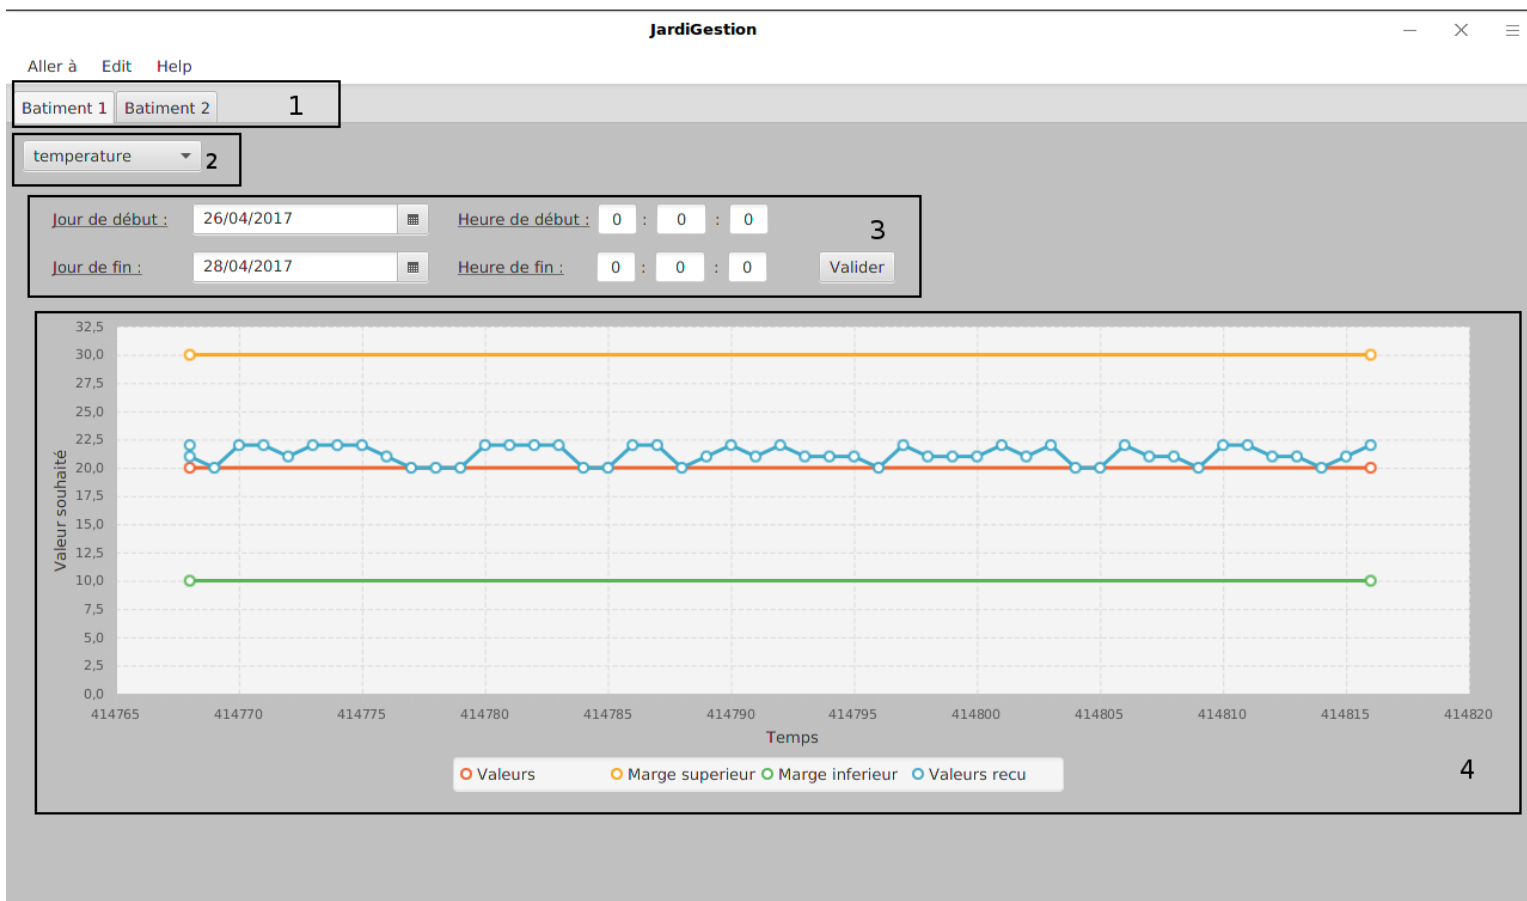 JardiGestion
Aller à Edit Help
Batiment 1 Batiment 2 1
temperature 2
Jour de début : 26/04/2017 Heure de début : 0 : 0 : 0
3
Jour de fin : 28/04/2017 Heure de fin : 0 : 0 : 0 Valider
32,5
30,0
27,5
25,0
22,5
20,0
17,5
15,0
12,5
10,0
7,5
5,0
2,5
0,0
Valeur souhaité
414765 414770 414775 414780 414785 414790 414795 414800 414805 414810 414815 414820
Temps
Valeurs Marge superieur Marge inferieur Valeurs recu
4